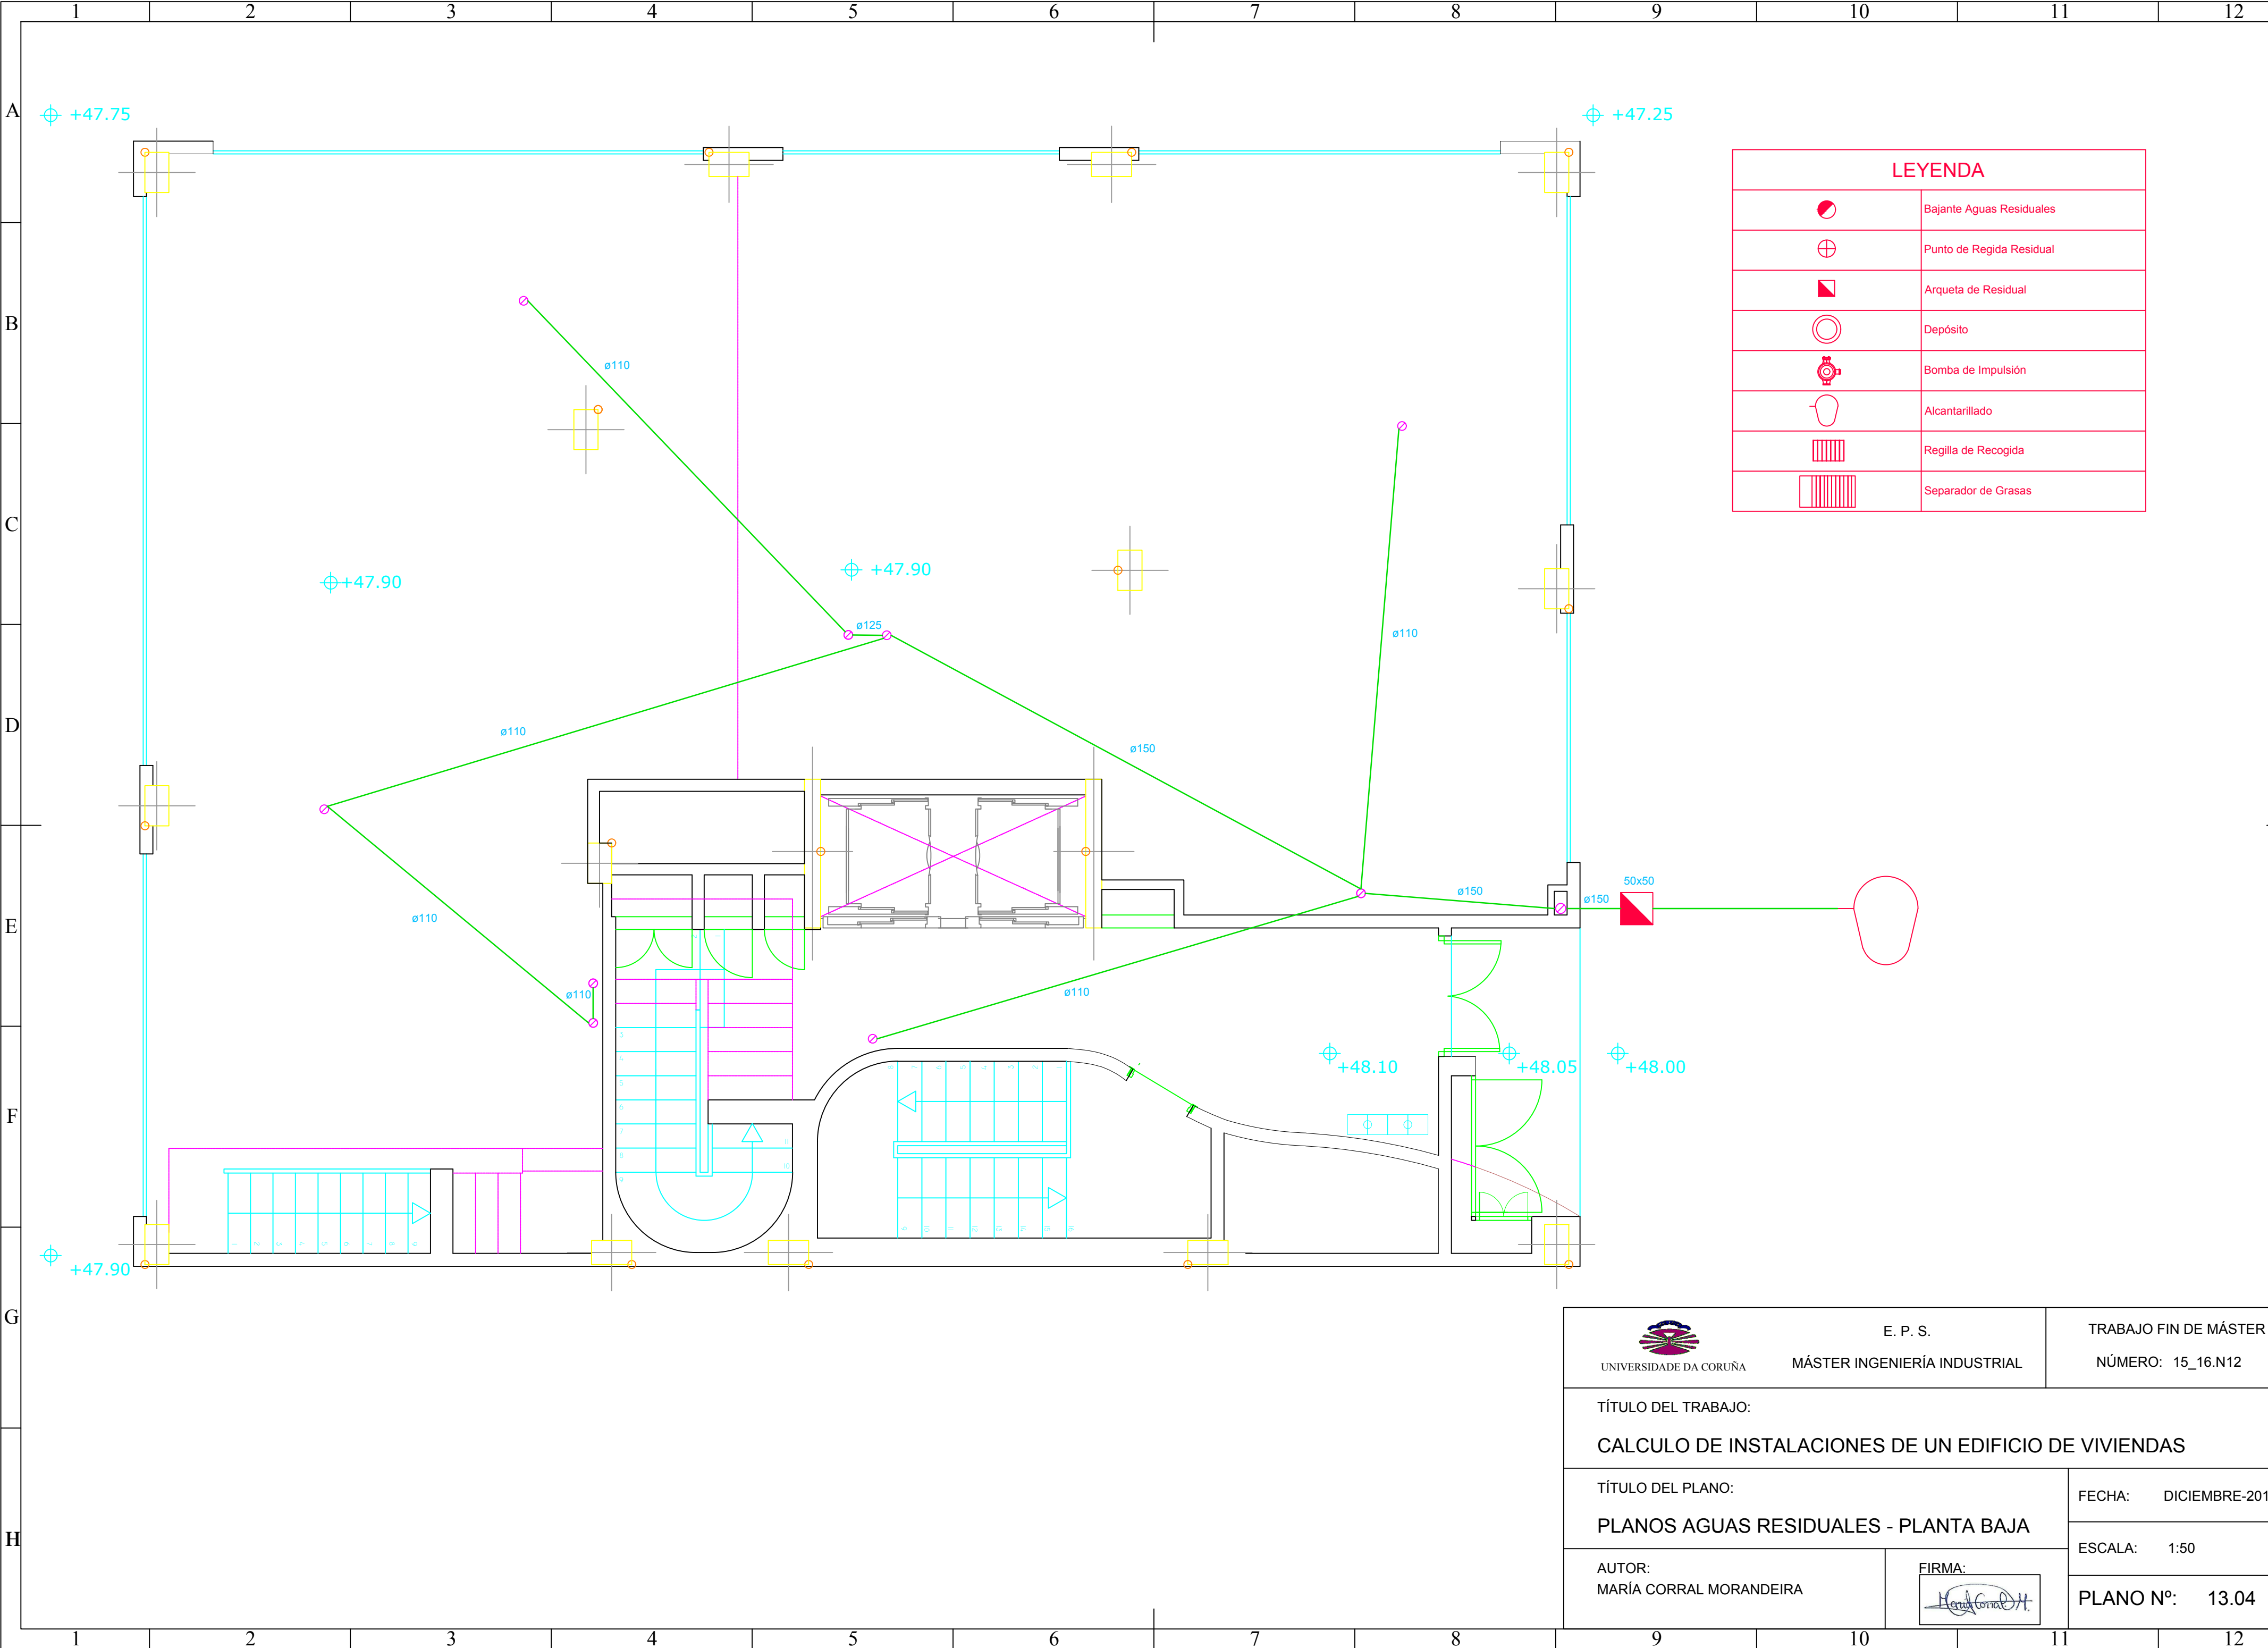 1 2 3 4 5 6 7 8 9 10 11 12
A
B
C
D
E
F
G
H
+47.75
+47.25
LEYENDA
Bajante Aguas Residuales
Punto de Regida Residual
Arqueta de Residual
Depósito
Bomba de Impulsión
Alcantarillado
Regilla de Recogida
Separador de Grasas
ø110
+47.90
+47.90
ø125
ø110
ø110
ø150
ø110
ø150
ø150
50x50
ø110
ø110
+48.10
+48.05
+48.00
+47.90
UNIVERSIDADE DA CORUÑA
E. P. S.
MÁSTER INGENIERÍA INDUSTRIAL
TRABAJO FIN DE MÁSTER
NÚMERO: 15_16.N12
TÍTULO DEL TRABAJO:
CALCULO DE INSTALACIONES DE UN EDIFICIO DE VIVIENDAS
TÍTULO DEL PLANO:
PLANOS AGUAS RESIDUALES - PLANTA BAJA
FECHA: DICIEMBRE-201
ESCALA: 1:50
AUTOR:
MARÍA CORRAL MORANDEIRA
FIRMA:
María Corral M.
PLANO Nº: 13.04
1 2 3 4 5 6 7 8 9 10 11 12